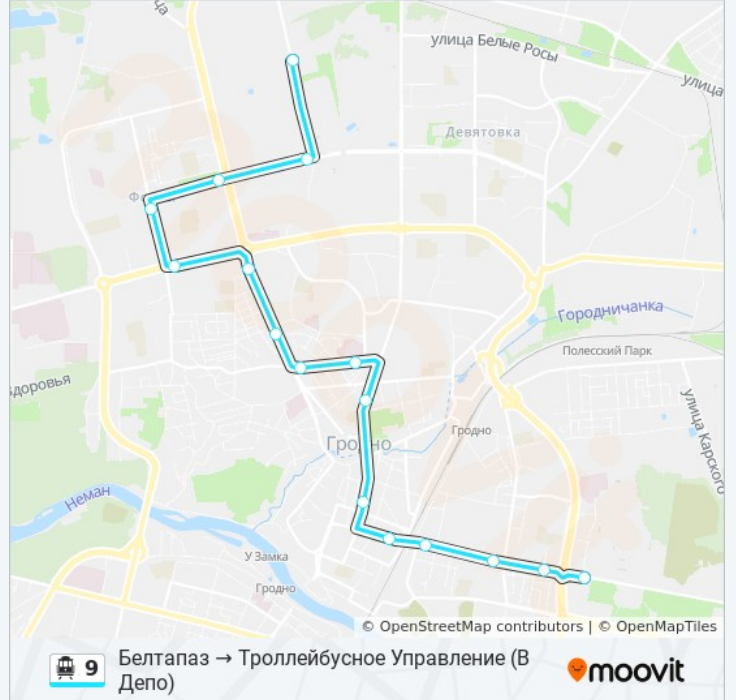 улица Белые Росы
улица
Девятовка
Городничанка
Полесский Парк
улица Карского
Гродно
Гродно
Неман
У Замка
Гродно
© OpenStreetMap contributors | © OpenMapTiles
9 Белтапаз → Троллейбусное Управление (В
Депо)
moovit